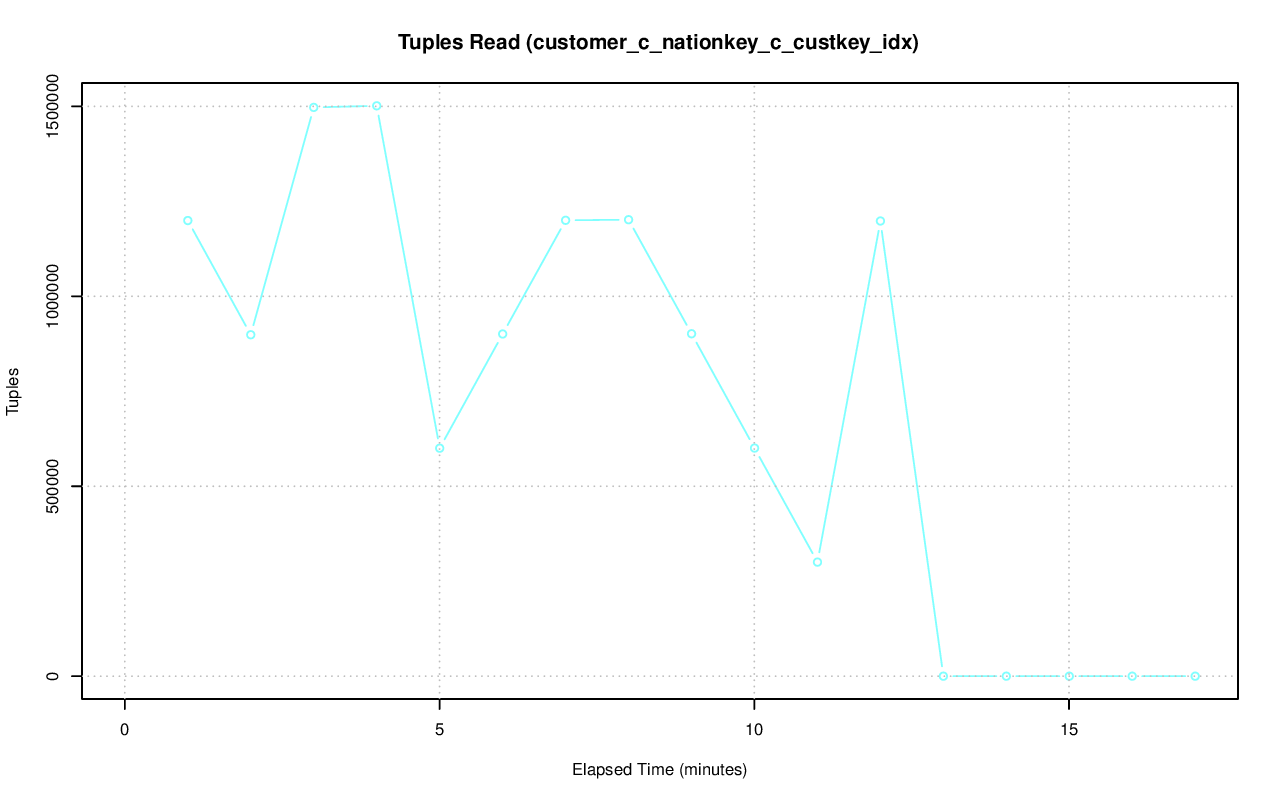 Tuples Read (customer_c_nationkey_c_custkey_idx)
1500000
1000000
500000
0
Tuples
0 5 10 15
Elapsed Time (minutes)